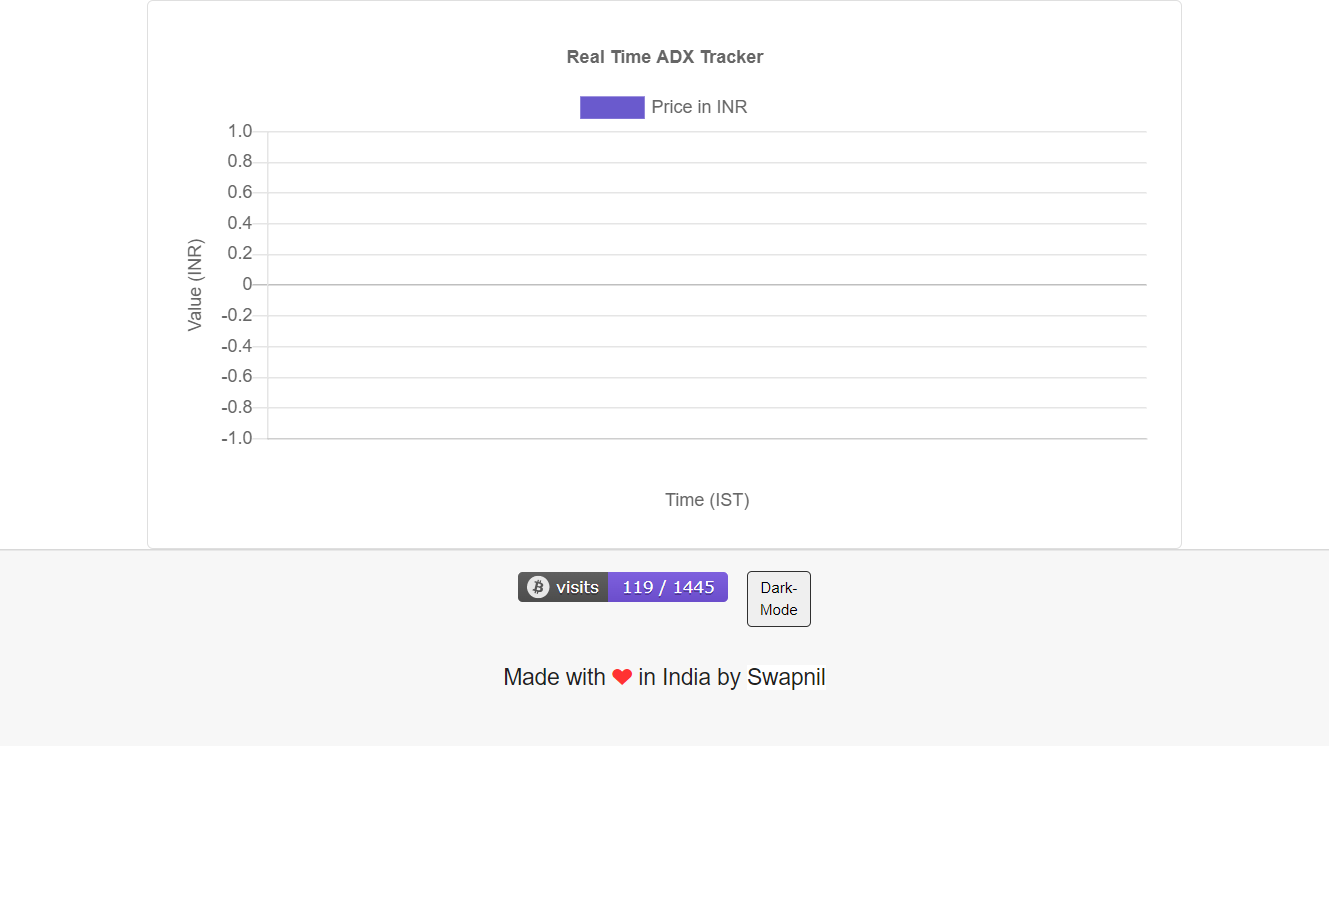 Real Time ADX Tracker
Price in INR
1.0
0.8
0.6
0.4
0.2
0
-0.2
-0.4
-0.6
-0.8
-1.0
Value (INR)
Time (IST)
visits 119 / 1445
Dark-
Mode
Made with ❤ in India by Swapnil